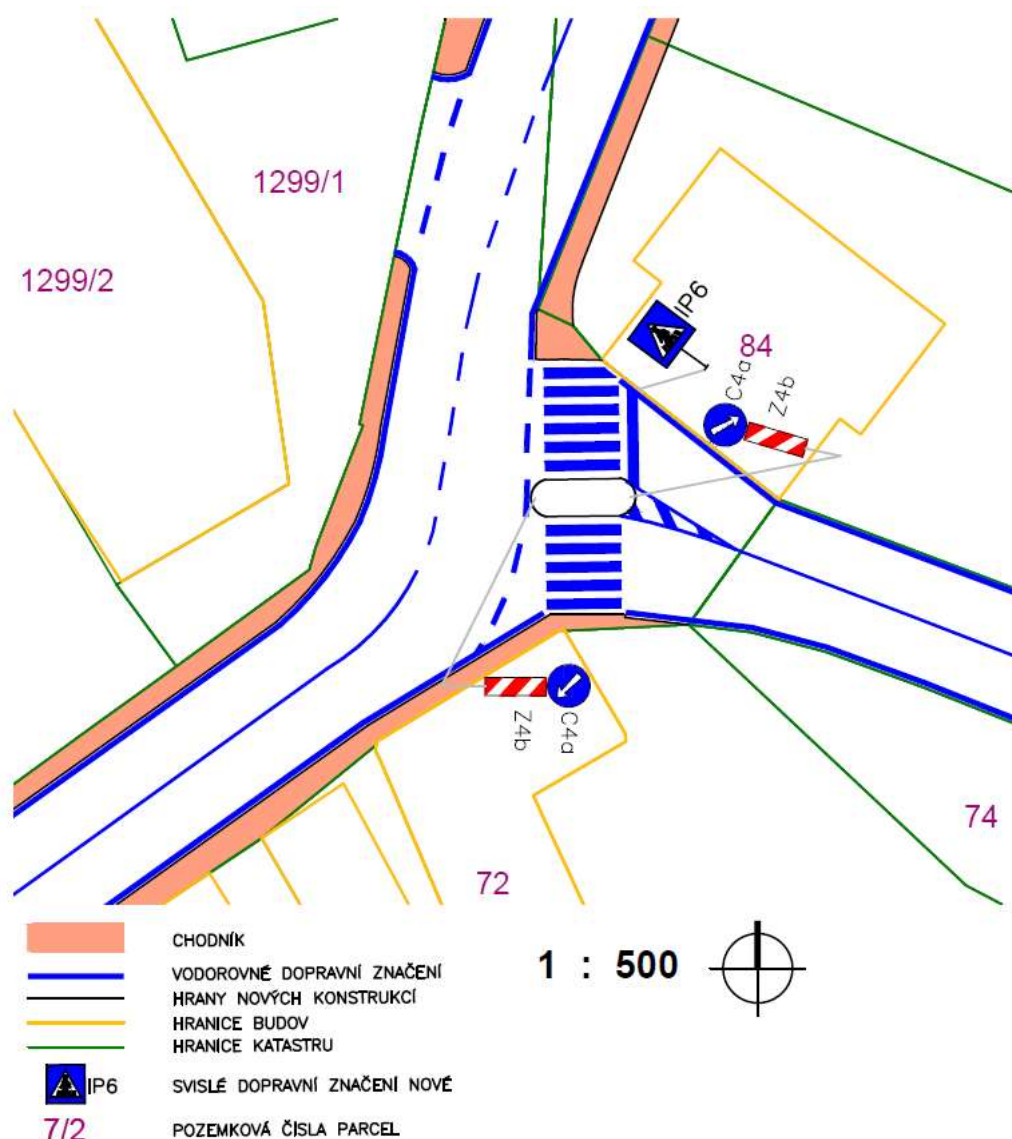 1299/1
1299/2
IP6
84
C4a
Z4b
Z4b
C4a
74
72
CHODNÍK
VODOROVNÉ DOPRAVNÍ ZNAČENÍ
HRANY NOVÝCH KONSTRUKCÍ
HRANICE BUDOV
HRANICE KATASTRU
IP6 SVISLÉ DOPRAVNÍ ZNAČENÍ NOVÉ
7/2 POZEMKOVÁ ČÍSLA PARCEL
1 : 500